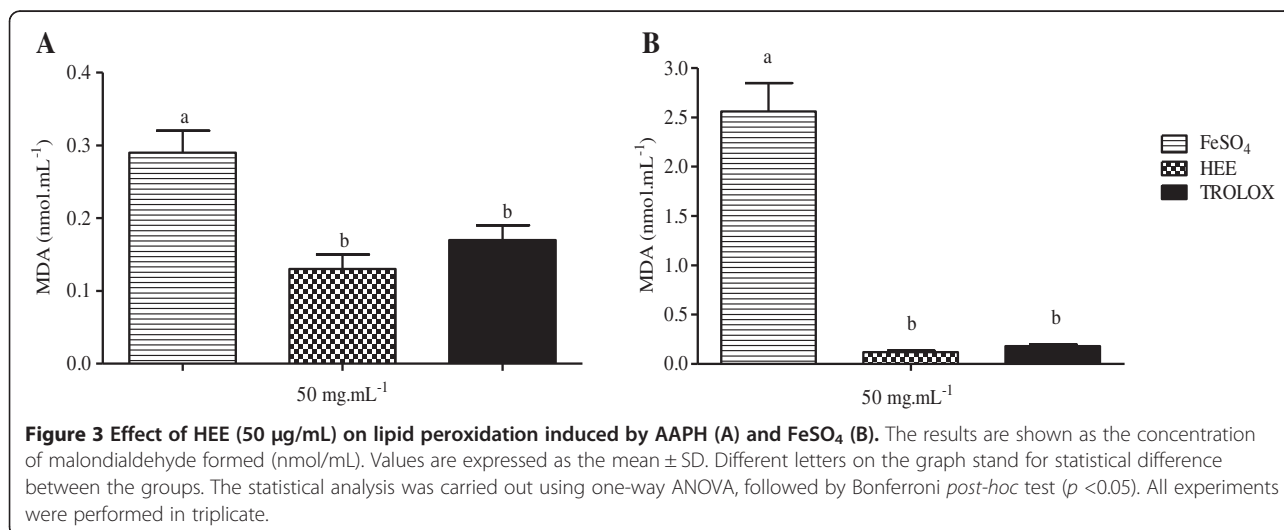 A
MDA (nmol.mL⁻¹)
0.4
0.3
0.2
0.1
0.0
a
b
b
50 mg.mL⁻¹
B
MDA (nmol.mL⁻¹)
3.0
2.5
2.0
1.5
1.0
0.5
0.0
a
b
b
50 mg.mL⁻¹
FeSO₄
HEE
TROLOX
Figure 3 Effect of HEE (50 μg/mL) on lipid peroxidation induced by AAPH (A) and FeSO₄ (B). The results are shown as the concentration
of malondialdehyde formed (nmol/mL). Values are expressed as the mean ± SD. Different letters on the graph stand for statistical difference
between the groups. The statistical analysis was carried out using one-way ANOVA, followed by Bonferroni post-hoc test (p <0.05). All experiments
were performed in triplicate.